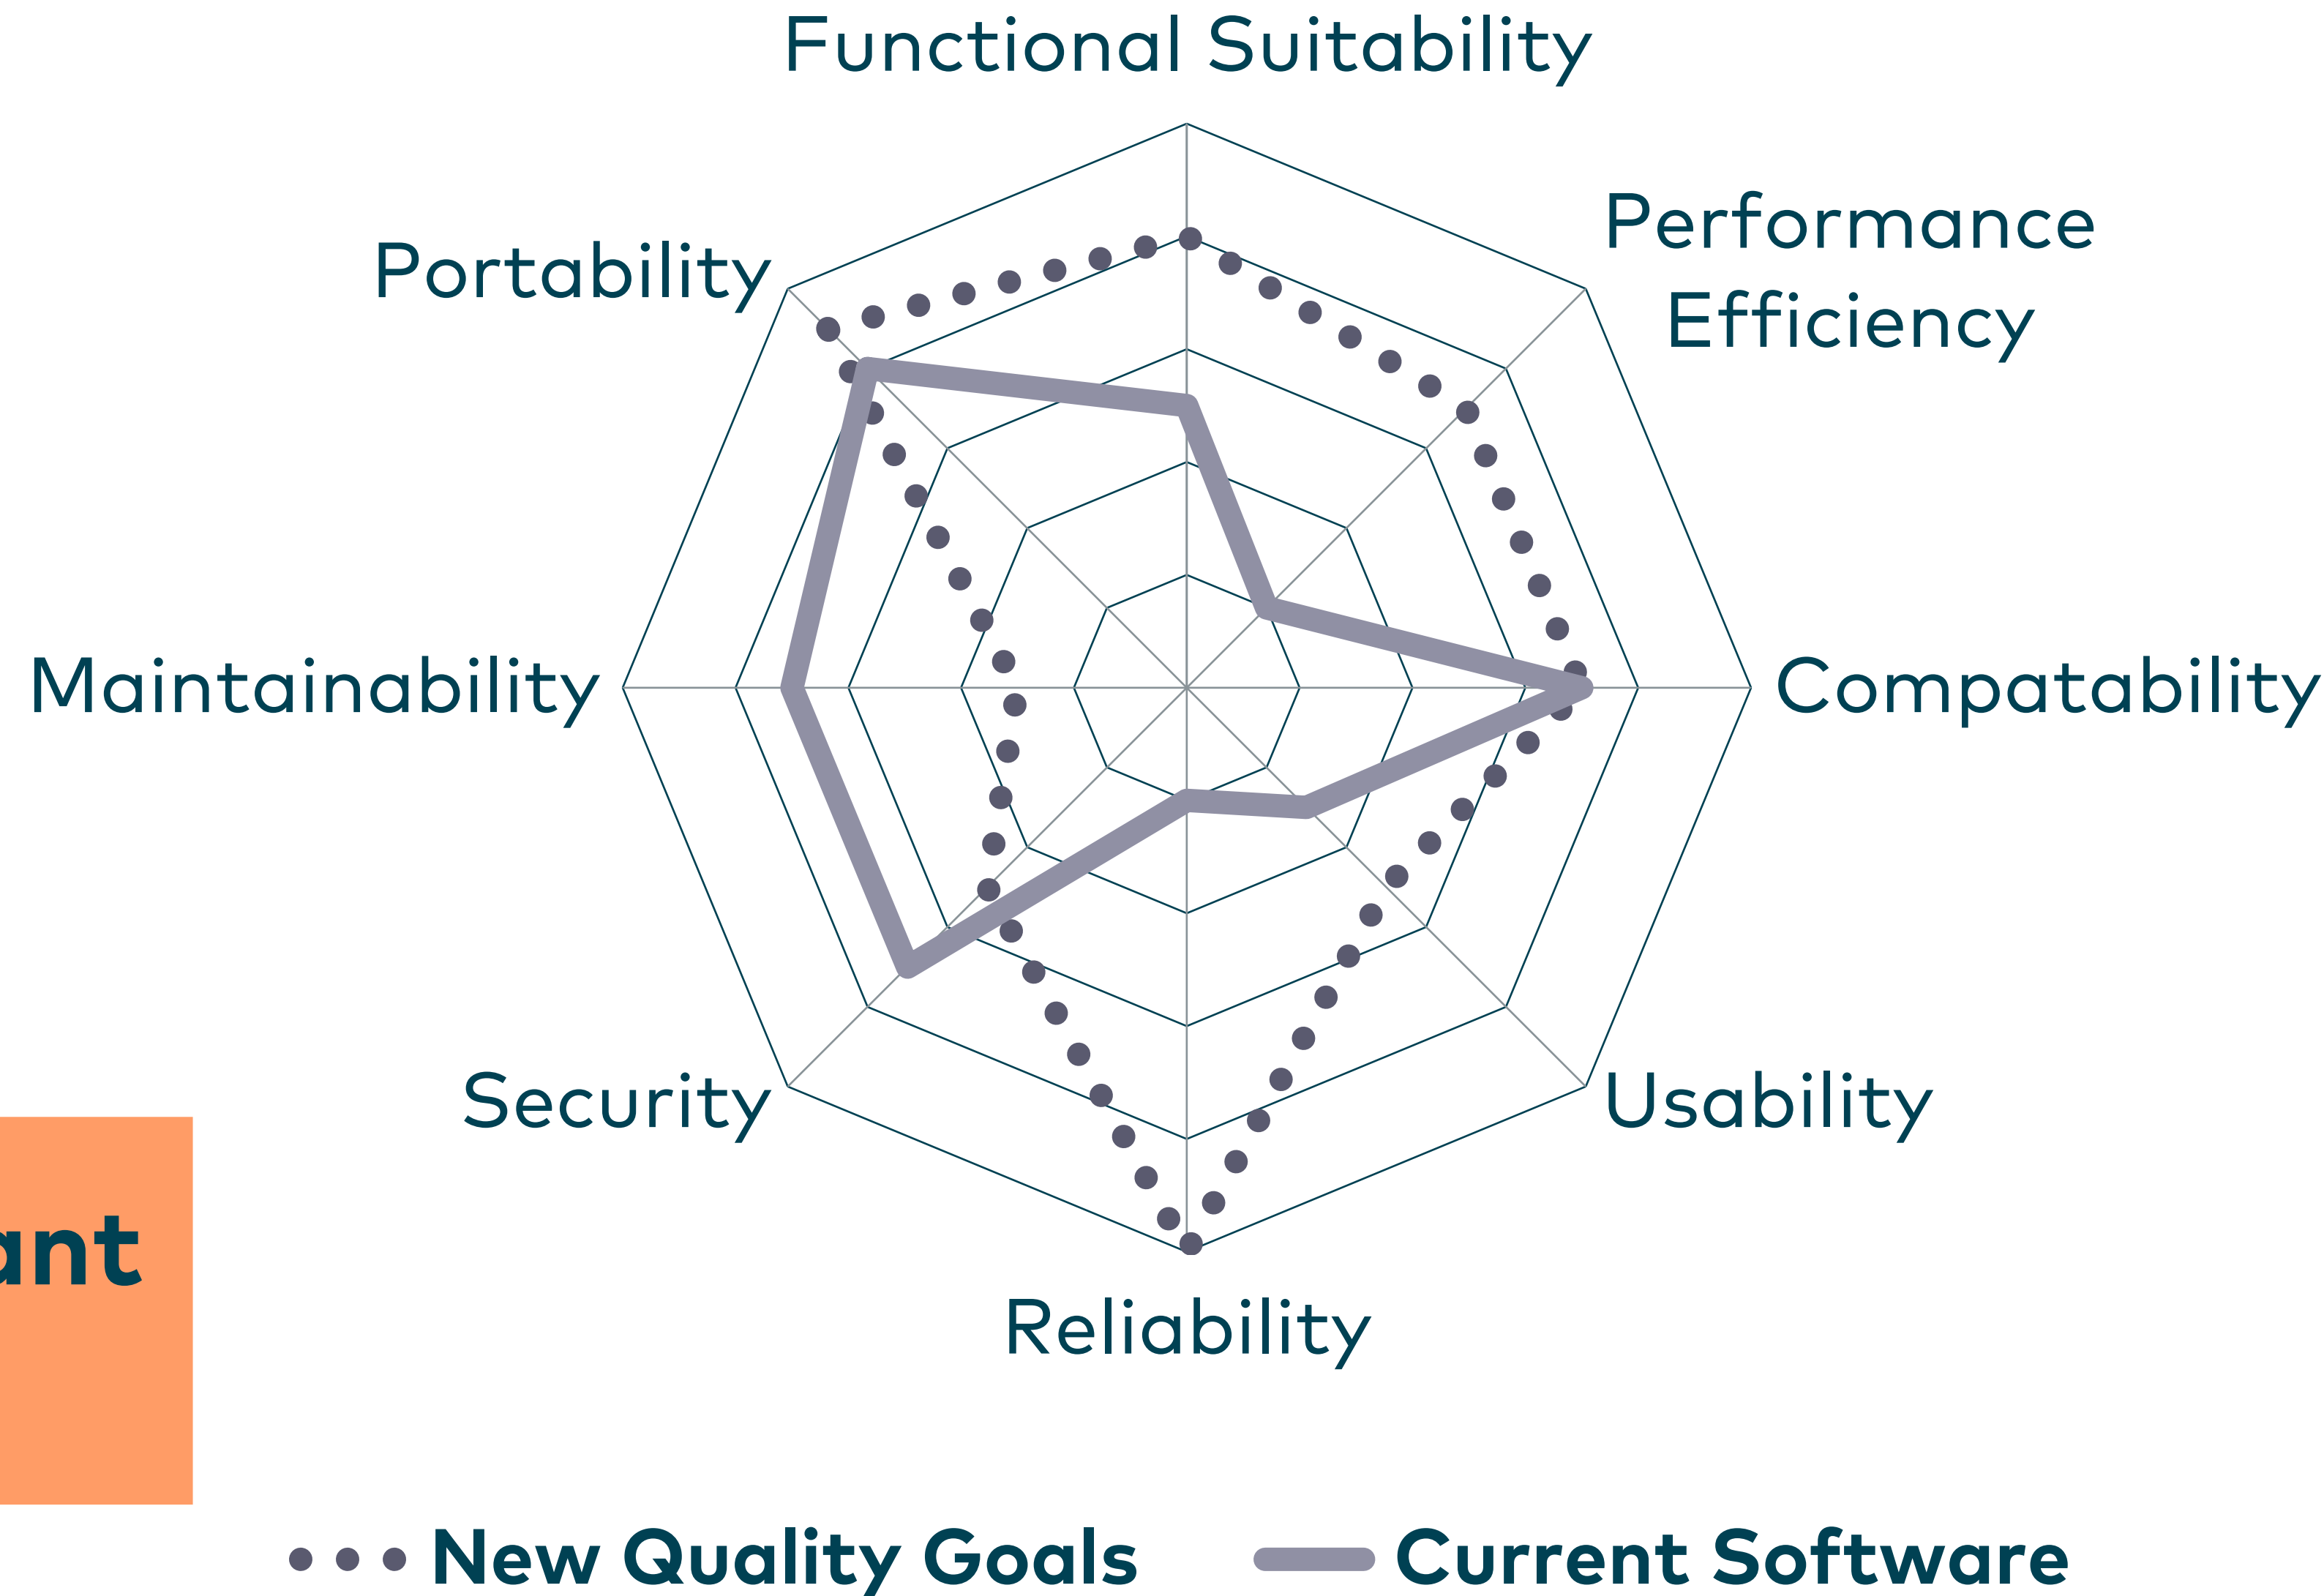 Functional Suitability
Performance
Efficiency
Portability
Maintainability
Compatability
Security
Usability
ant
Reliability
New Quality Goals
Current Software